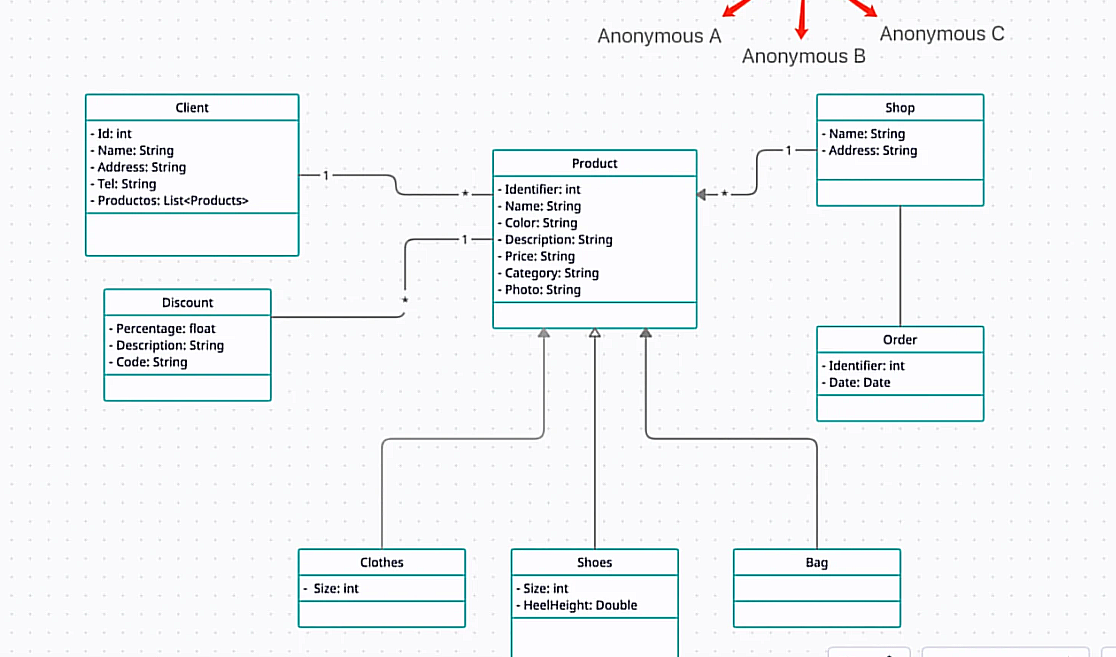 Anonymous A
Anonymous B
Anonymous C
Client
- Id: int
- Name: String
- Address: String
- Tel: String
- Productos: List<Products>
1
*
Product
- Identifier: int
- Name: String
- Color: String
- Description: String
- Price: String
- Category: String
- Photo: String
Shop
- Name: String
- Address: String
1
*
1
*
Discount
- Percentage: float
- Description: String
- Code: String
Order
- Identifier: int
- Date: Date
Clothes
- Size: int
Shoes
- Size: int
- HeelHeight: Double
Bag